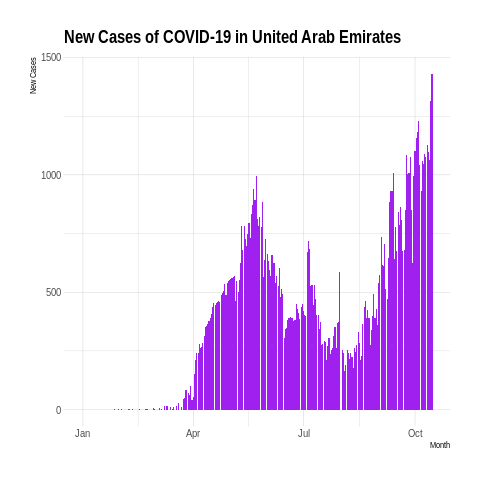 New Cases of COVID-19 in United Arab Emirates
New Cases
1500
1000
500
0
Jan Apr Jul Oct
Month